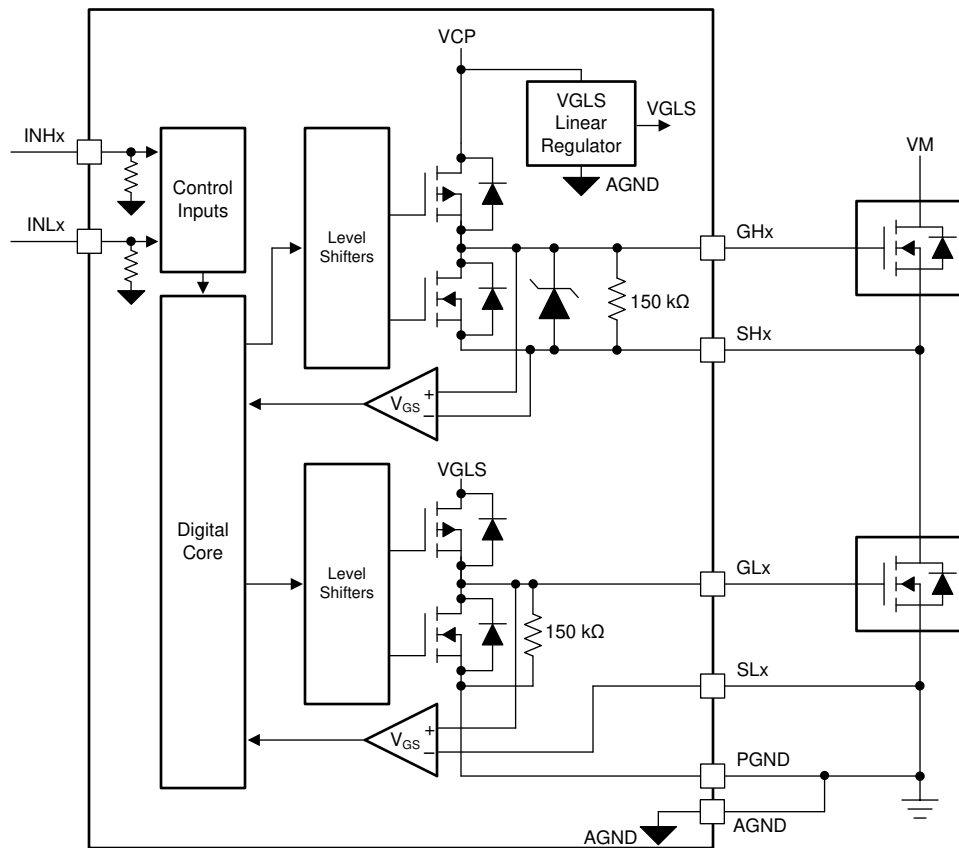 VCP
VGLS
Linear
Regulator
VGLS
AGND
INHx
INLx
Control
Inputs
Level
Shifters
VM
GHx
150 kΩ
SHx
VGS
+
−
Digital
Core
VGLS
Level
Shifters
GLx
150 kΩ
SLx
VGS
+
−
PGND
AGND
AGND